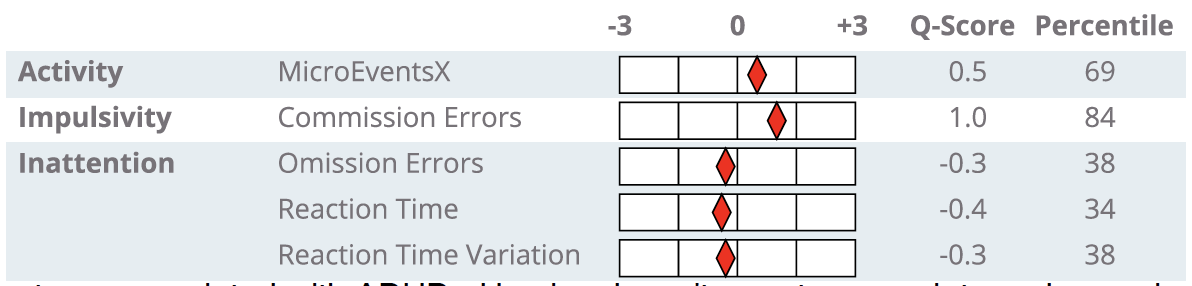 -3 0 +3 Q-Score Percentile
Activity MicroEventsX 0.5 69
Impulsivity Commission Errors 1.0 84
Inattention Omission Errors -0.3 38
Reaction Time -0.4 34
Reaction Time Variation -0.3 38